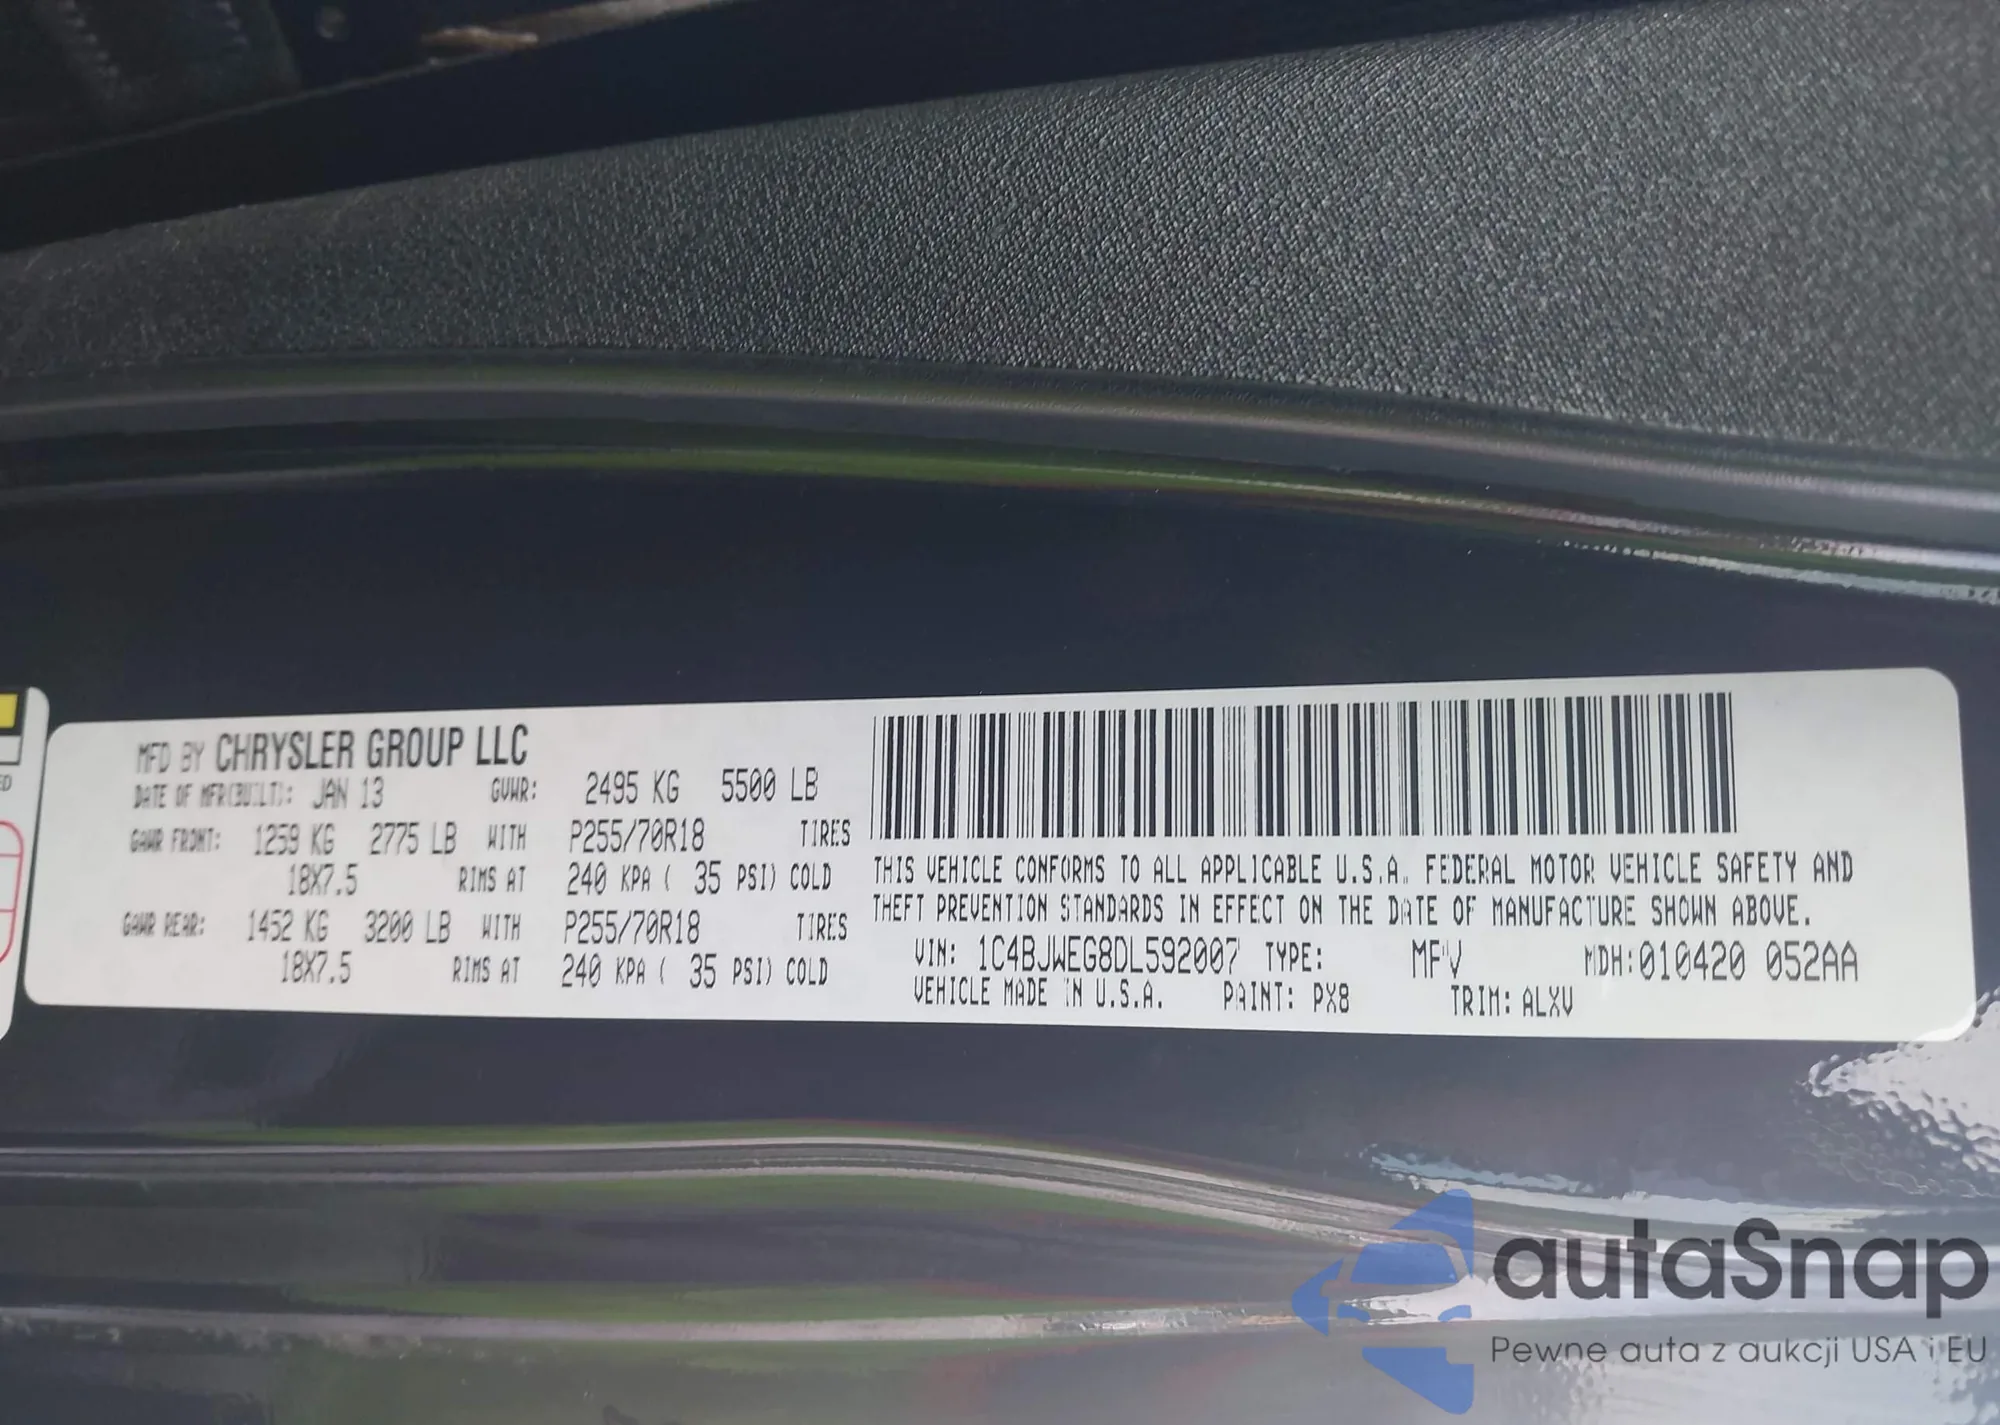 MFD BY CHRYSLER GROUP LLC
DATE OF MFR(BUILT): JAN 13 GVWR: 2495 KG 5500 LB
GAWR FRONT: 1259 KG 2775 LB WITH P255/70R18 TIRES
18X7.5 RIMS AT 240 KPA ( 35 PSI) COLD
GAWR REAR: 1452 KG 3200 LB WITH P255/70R18 TIRES
18X7.5 RIMS AT 240 KPA ( 35 PSI) COLD
THIS VEHICLE CONFORMS TO ALL APPLICABLE U.S.A. FEDERAL MOTOR VEHICLE SAFETY AND
THEFT PREVENTION STANDARDS IN EFFECT ON THE DATE OF MANUFACTURE SHOWN ABOVE.
VIN: 1C4BJWEG8DL592007 TYPE: MPV MDH:010420 052AA
VEHICLE MADE IN U.S.A. PAINT: PX8 TRIM: ALXV
autaSnap
Pewne auta z aukcji USA i EU